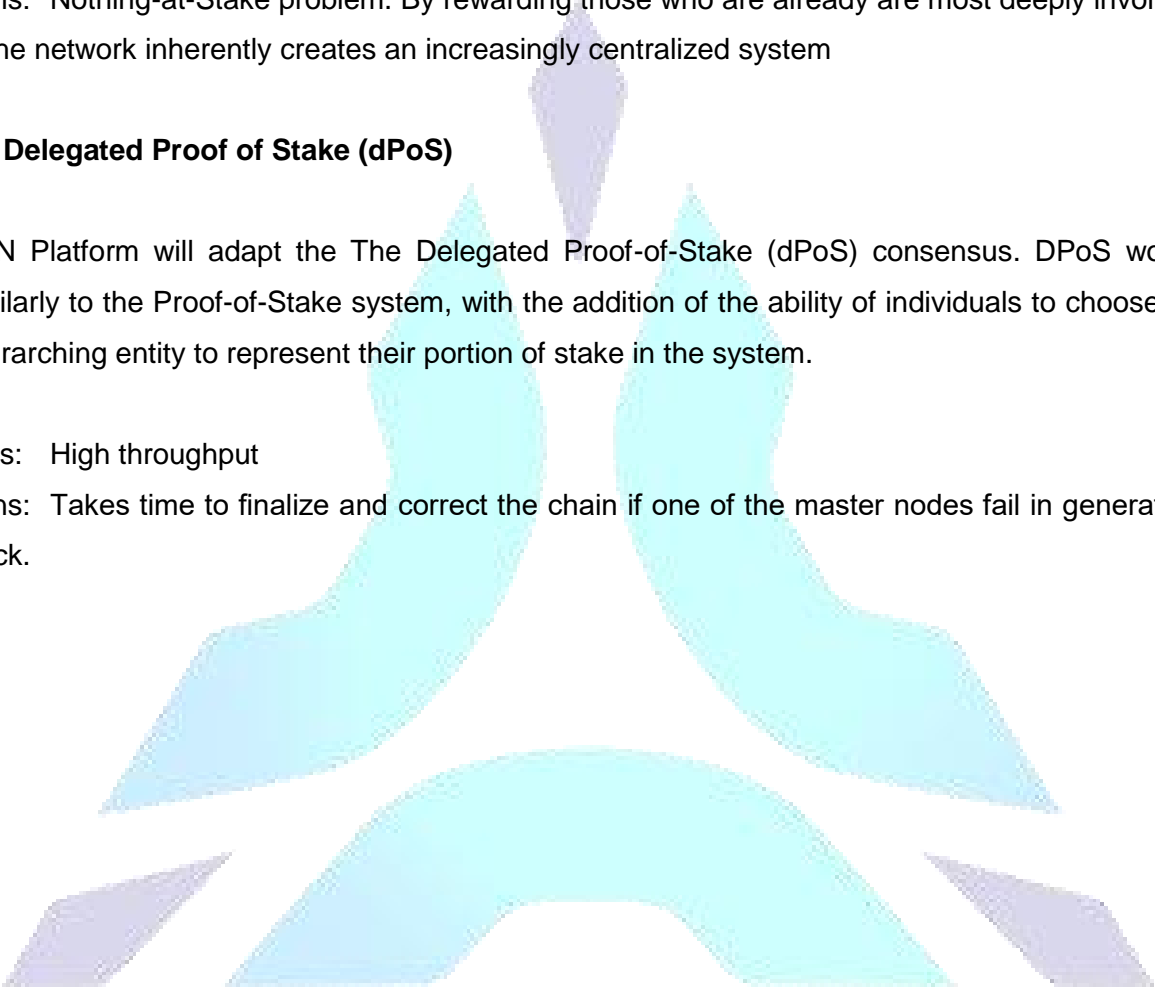 ns: Nothing-at-Stake problem. By rewarding those who are already are most deeply invol
ne network inherently creates an increasingly centralized system
Delegated Proof of Stake (dPoS)
N Platform will adapt the The Delegated Proof-of-Stake (dPoS) consensus. DPoS wo
ilarly to the Proof-of-Stake system, with the addition of the ability of individuals to choose
rarching entity to represent their portion of stake in the system.
s: High throughput
ns: Takes time to finalize and correct the chain if one of the master nodes fail in generat
ck.